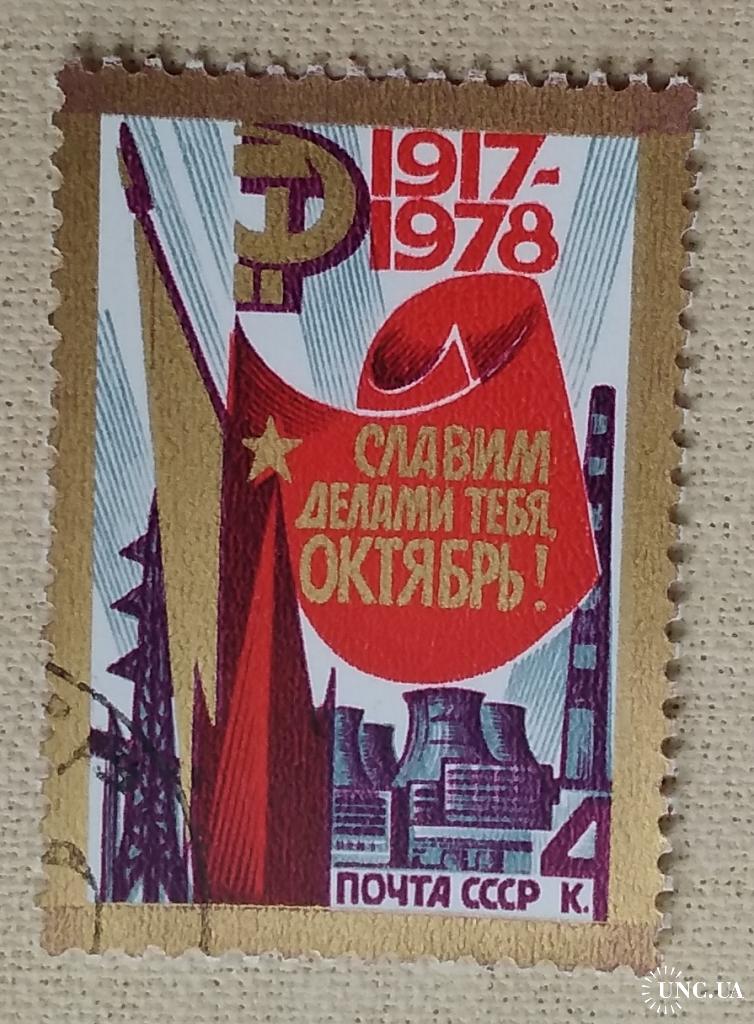 1917-
1978
СЛАВИМ
ДЕЛАМИ ТЕБЯ,
ОКТЯБРЬ!
4
ПОЧТА СССР К.
UNC.UA